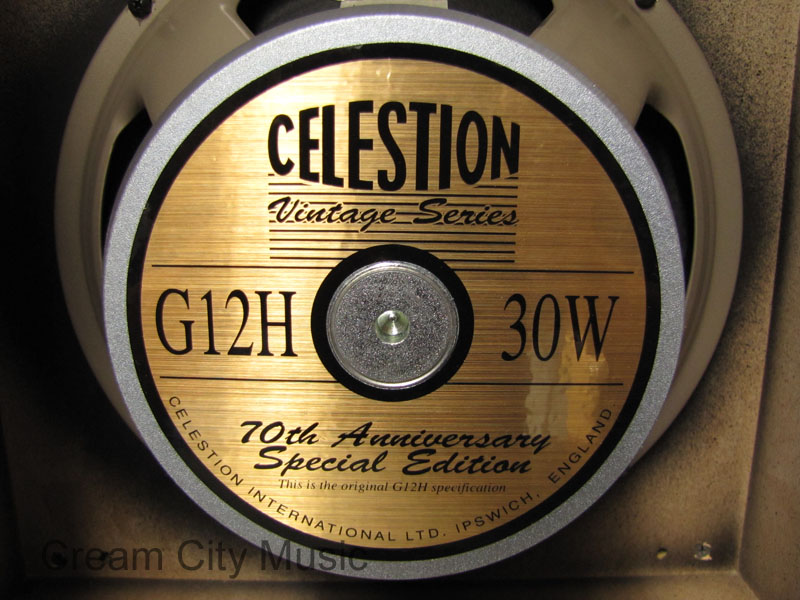 CELESTION
Vintage Series
G12H 30W
70th Anniversary
Special Edition
This is the original G12H specification
CELESTION INTERNATIONAL LTD. IPSWICH, ENGLAND.
Cream City Music